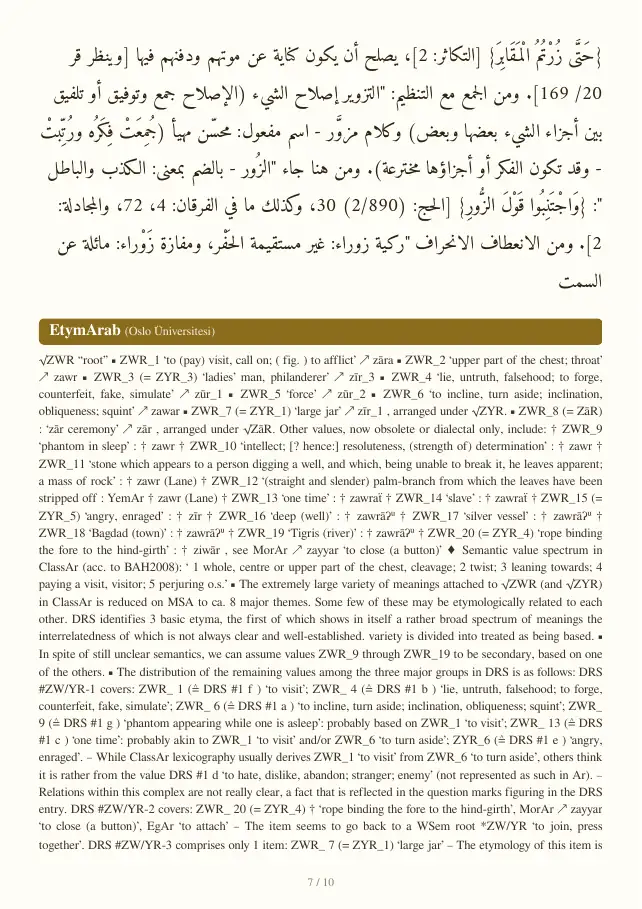 {حَتَّى زُرْتُمُ الْمَقَابِرَ} [التكاثر: 2]، يصلح أن يكون كناية عن موتهم ودفنهم فيها [وينظر قر
20/ 169]. ومن الجمع مع التنظيم: "التزوير إصلاح الشيء (الإصلاح جمع وتوفيق أو تلفيق
بين أجزاء الشيء بعضها وبعض) وكلام مزوَّر - اسم مفعول: محسّن مهيأ (جُمِعَتْ فِكَرُه ورُتِّبتْ
- وقد تكون الفكر أو أجزاؤها مخترعة). ومن هنا جاء "الزُور - بالضم بمعنى: الكذب والباطل
": {وَاجْتَنِبُوا قَوْلَ الزُّورِ} [الحج: (2/890) 30، وكذلك ما في الفرقان: 4، 72، والمجادلة:
2]. ومن الانعطاف الانحراف "ركية زوراء: غير مستقيمة الحَفْر، ومفازة زَوْراء: مائلة عن
السمت
EtymArab (Oslo Üniversitesi)
√ZWR “root” ▪ ZWR_1 ‘to (pay) visit, call on; ( fig. ) to afflict’ ↗ zāra ▪ ZWR_2 ‘upper part of the chest; throat’
↗ zawr ▪ ZWR_3 (= ZYR_3) ‘ladies’ man, philanderer’ ↗ zīr_3 ▪ ZWR_4 ‘lie, untruth, falsehood; to forge,
counterfeit, fake, simulate’ ↗ zūr_1 ▪ ZWR_5 ‘force’ ↗ zūr_2 ▪ ZWR_6 ‘to incline, turn aside; inclination,
obliqueness; squint’ ↗ zawar ▪ ZWR_7 (= ZYR_1) ‘large jar’ ↗ zīr_1 , arranged under √ZYR. ▪ ZWR_8 (= ZāR)
: ‘zār ceremony’ ↗ zār , arranged under √ZāR. Other values, now obsolete or dialectal only, include: † ZWR_9
‘phantom in sleep’ : † zawr † ZWR_10 ‘intellect; [? hence:] resoluteness, (strength of) determination’ : † zawr †
ZWR_11 ‘stone which appears to a person digging a well, and which, being unable to break it, he leaves apparent;
a mass of rock’ : † zawr (Lane) † ZWR_12 ‘(straight and slender) palm-branch from which the leaves have been
stripped off : YemAr † zawr (Lane) † ZWR_13 ‘one time’ : † zawraẗ † ZWR_14 ‘slave’ : † zawraẗ † ZWR_15 (=
ZYR_5) ‘angry, enraged’ : † zīr † ZWR_16 ‘deep (well)’ : † zawrāʔᵘ † ZWR_17 ‘silver vessel’ : † zawrāʔᵘ †
ZWR_18 ‘Bagdad (town)’ : † zawrāʔᵘ † ZWR_19 ‘Tigris (river)’ : † zawrāʔᵘ † ZWR_20 (= ZYR_4) ‘rope binding
the fore to the hind-girth’ : † ziwār , see MorAr ↗ zayyar ‘to close (a button)’ ♦ Semantic value spectrum in
ClassAr (acc. to BAH2008): ‘ 1 whole, centre or upper part of the chest, cleavage; 2 twist; 3 leaning towards; 4
paying a visit, visitor; 5 perjuring o.s.’ ▪ The extremely large variety of meanings attached to √ZWR (and √ZYR)
in ClassAr is reduced on MSA to ca. 8 major themes. Some few of these may be etymologically related to each
other. DRS identifies 3 basic etyma, the first of which shows in itself a rather broad spectrum of meanings the
interrelatedness of which is not always clear and well-established. variety is divided into treated as being based. ▪
In spite of still unclear semantics, we can assume values ZWR_9 through ZWR_19 to be secondary, based on one
of the others. ▪ The distribution of the remaining values among the three major groups in DRS is as follows: DRS
#ZW/YR-1 covers: ZWR_ 1 (≙ DRS #1 f ) ‘to visit’; ZWR_ 4 (≙ DRS #1 b ) ‘lie, untruth, falsehood; to forge,
counterfeit, fake, simulate’; ZWR_ 6 (≙ DRS #1 a ) ‘to incline, turn aside; inclination, obliqueness; squint’; ZWR_
9 (≙ DRS #1 g ) ‘phantom appearing while one is asleep’: probably based on ZWR_1 ‘to visit’; ZWR_ 13 (≙ DRS
#1 c ) ‘one time’: probably akin to ZWR_1 ‘to visit’ and/or ZWR_6 ‘to turn aside’; ZYR_6 (≙ DRS #1 e ) ‘angry,
enraged’. – While ClassAr lexicography usually derives ZWR_1 ‘to visit’ from ZWR_6 ‘to turn aside’, others think
it is rather from the value DRS #1 d ‘to hate, dislike, abandon; stranger; enemy’ (not represented as such in Ar). –
Relations within this complex are not really clear, a fact that is reflected in the question marks figuring in the DRS
entry. DRS #ZW/YR-2 covers: ZWR_ 20 (= ZYR_4) † ‘rope binding the fore to the hind-girth’, MorAr ↗ zayyar
‘to close (a button)’, EgAr ‘to attach’ – The item seems to go back to a WSem root *ZW/YR ‘to join, press
together’. DRS #ZW/YR-3 comprises only 1 item: ZWR_ 7 (= ZYR_1) ‘large jar’ – The etymology of this item is
7 / 10